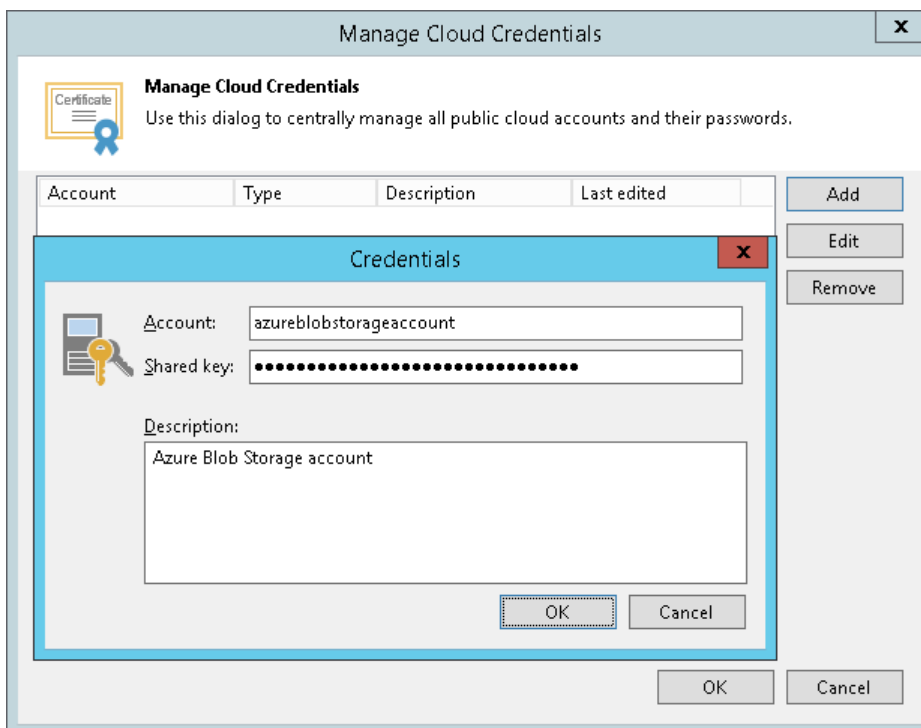 Manage Cloud Credentials
x
Certificate
Manage Cloud Credentials
Use this dialog to centrally manage all public cloud accounts and their passwords.
Account Type Description Last edited
Add
Edit
Remove
Credentials
x
Account: azureblobstorageaccount
Shared key: ●●●●●●●●●●●●●●●●●●●●●●●●●●●●●●●
Description:
Azure Blob Storage account
OK Cancel
OK Cancel